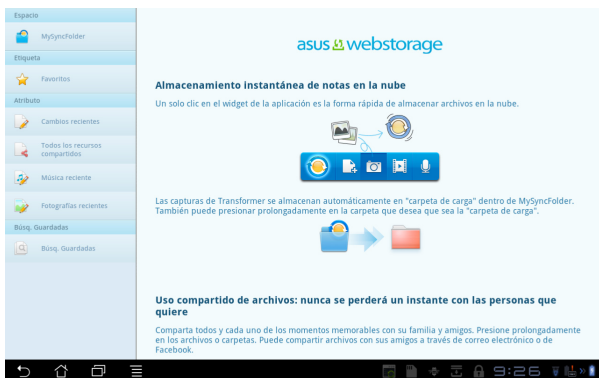 Espacio
MySyncFolder
Etiqueta
Favoritos
Atributo
Cambios recientes
Todos los recursos
compartidos
Música reciente
Fotografías recientes
Búsq. Guardadas
Búsq. Guardadas
asus webstorage
Almacenamiento instantánea de notas en la nube
Un solo clic en el widget de la aplicación es la forma rápida de almacenar archivos en la nube.
Las capturas de Transformer se almacenan automáticamente en "carpeta de carga" dentro de MySyncFolder.
También puede presionar prolongadamente en la carpeta que desea que sea la "carpeta de carga".
Uso compartido de archivos: nunca se perderá un instante con las personas que
quiere
Comparta todos y cada uno de los momentos memorables con su familia y amigos. Presione prolongadamente
en los archivos o carpetas. Puede compartir archivos con sus amigos a través de correo electrónico o de
Facebook.
9:26